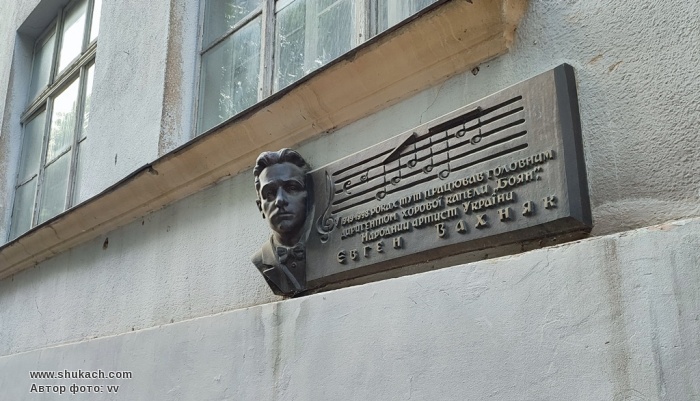 У 1949-1998 РОКАХ ТУТ ПРАЦЮВАВ ГОЛОВНИМ
ДИРИГЕНТОМ ХОРОВОЇ КАПЕЛИ „БОЯН"
НАРОДНИЙ АРТИСТ УКРАЇНИ
ЄВГЕН ВАХНЯК
www.shukach.com
Автор фото: vv